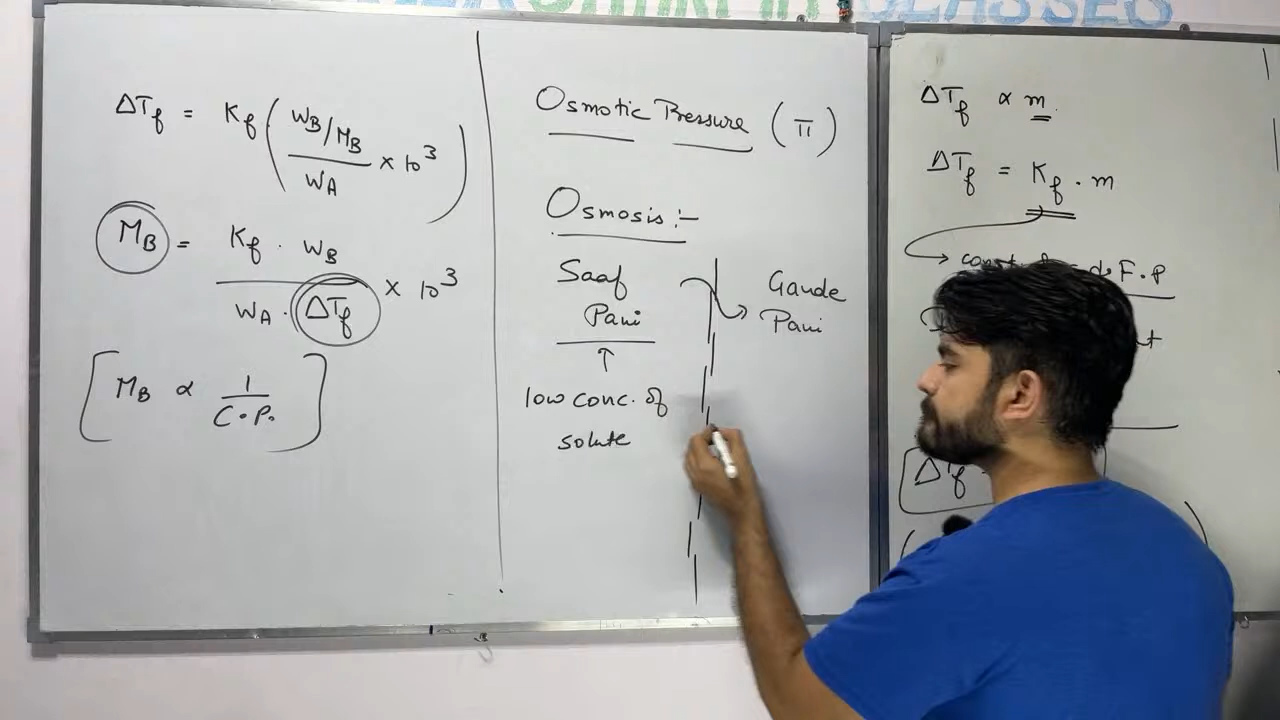 CLASSES
ΔTf = Kf ( WB/MB / WA × 10³ )
MB = Kf · WB / WA · ΔTf × 10³
[ MB ∝ 1 / C.P. ]
Osmotic Pressure (π)
Osmosis :-
Saaf
Pani
Gande
Pani
↑
low conc. of
solute
ΔTf ∝ m
ΔTf = Kf · m
→
F.p